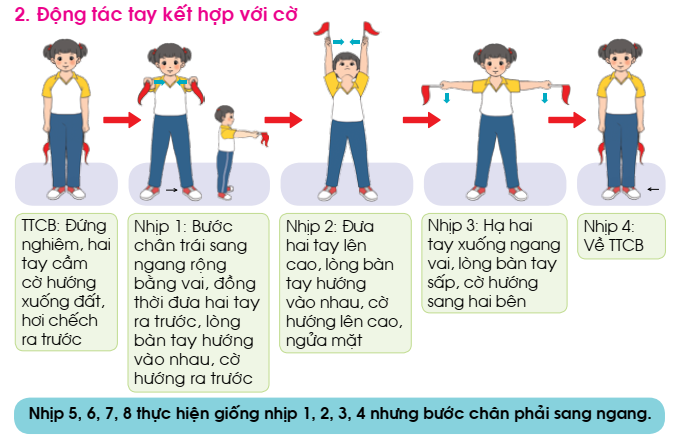 2. Động tác tay kết hợp với cờ
TTCB: Đứng
nghiêm, hai
tay cầm
cờ hướng
xuống đất,
hơi chếch
ra trước
Nhịp 1: Bước
chân trái sang
ngang rộng
bằng vai, đồng
thời đưa hai tay
ra trước, lòng
bàn tay hướng
vào nhau, cờ
hướng ra trước
Nhịp 2: Đưa
hai tay lên
cao, lòng bàn
tay hướng
vào nhau, cờ
hướng lên cao,
ngửa mặt
Nhịp 3: Hạ hai
tay xuống ngang
vai, lòng bàn tay
sấp, cờ hướng
sang hai bên
Nhịp 4:
Về TTCB
Nhịp 5, 6, 7, 8 thực hiện giống nhịp 1, 2, 3, 4 nhưng bước chân phải sang ngang.